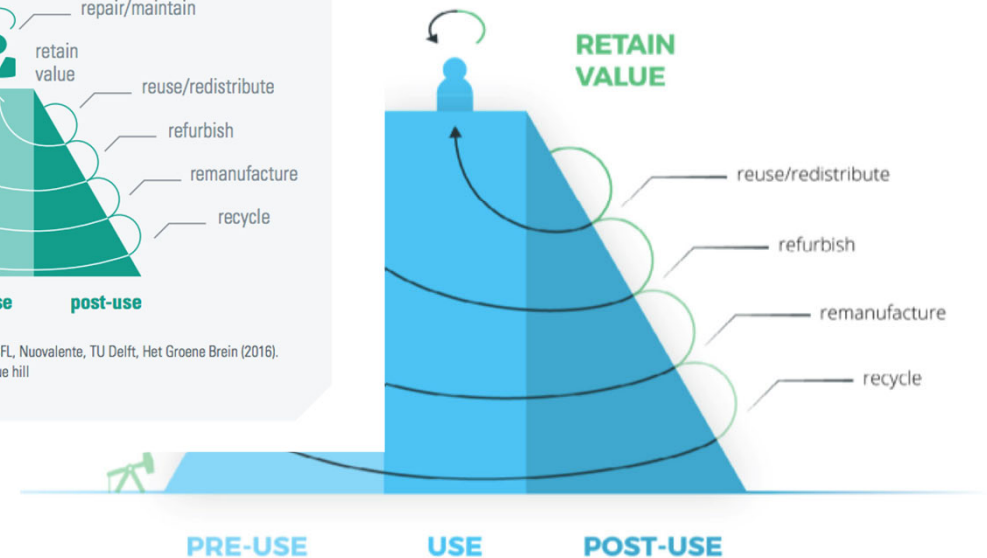 repair/maintain
retain
value
reuse/redistribute
refurbish
remanufacture
recycle
post-use
FL, Nuovalente, TU Delft, Het Groene Brein (2016).
hill
RETAIN
VALUE
reuse/redistribute
refurbish
remanufacture
recycle
PRE-USE
USE
POST-USE